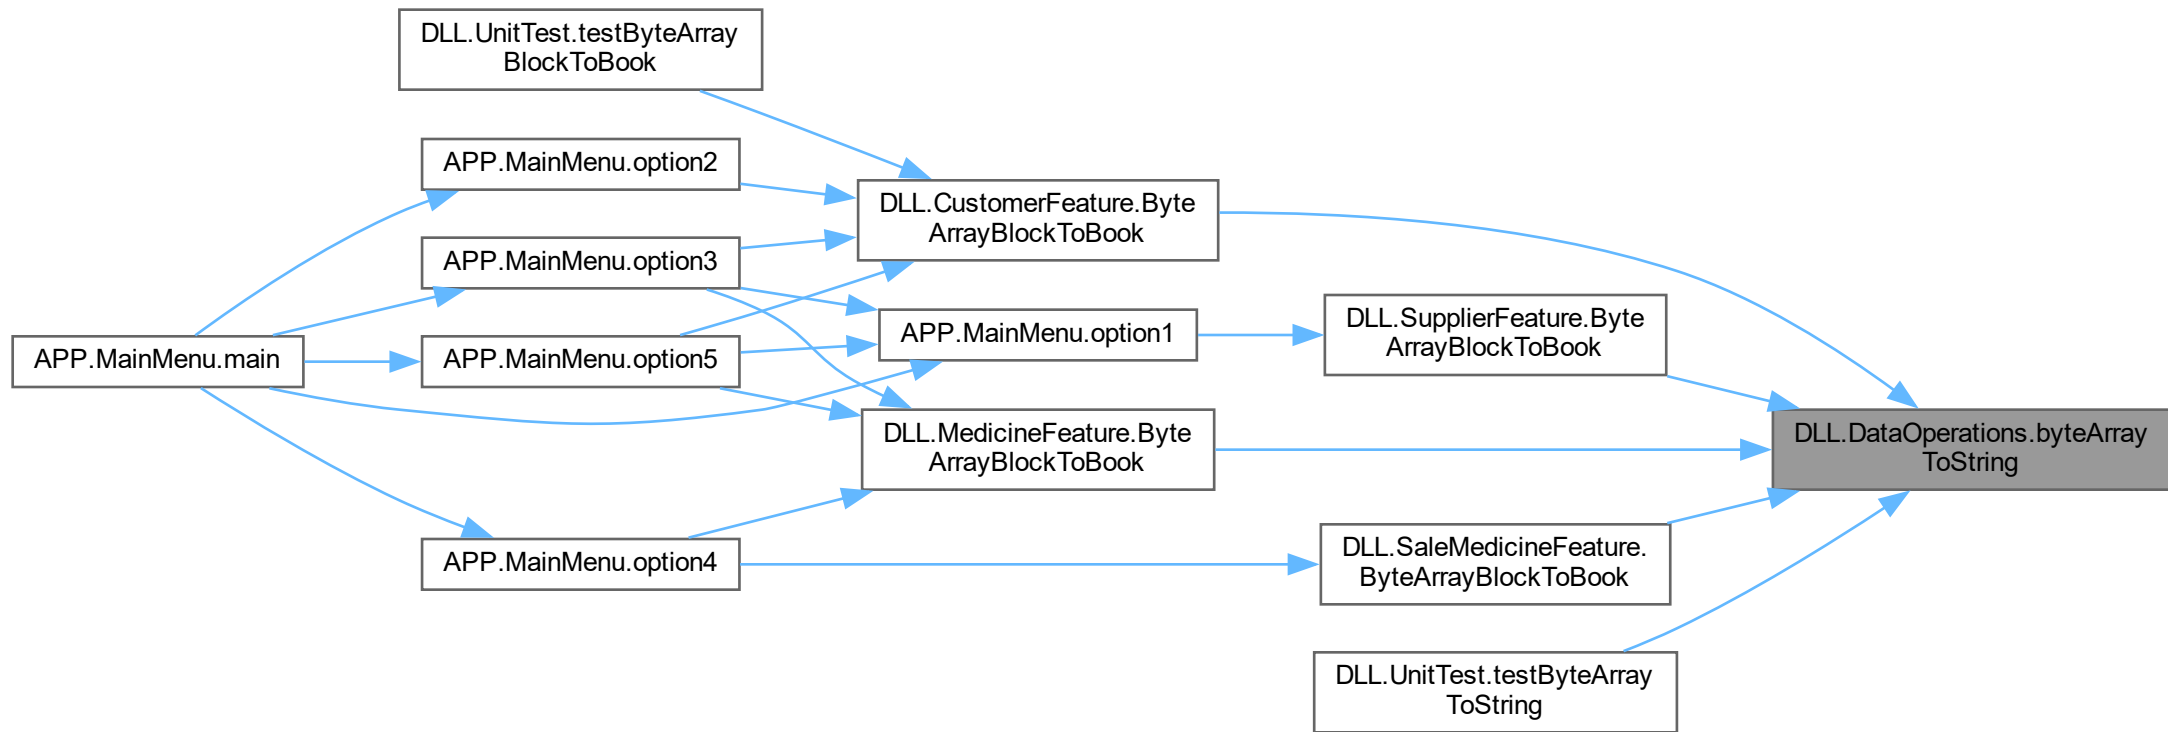 DLL.UnitTest.testByteArray
BlockToBook
APP.MainMenu.option2
DLL.CustomerFeature.Byte
ArrayBlockToBook
APP.MainMenu.option3
DLL.SupplierFeature.Byte
ArrayBlockToBook
APP.MainMenu.option1
APP.MainMenu.main
APP.MainMenu.option5
DLL.MedicineFeature.Byte
ArrayBlockToBook
DLL.DataOperations.byteArray
ToString
APP.MainMenu.option4
DLL.SaleMedicineFeature.
ByteArrayBlockToBook
DLL.UnitTest.testByteArray
ToString